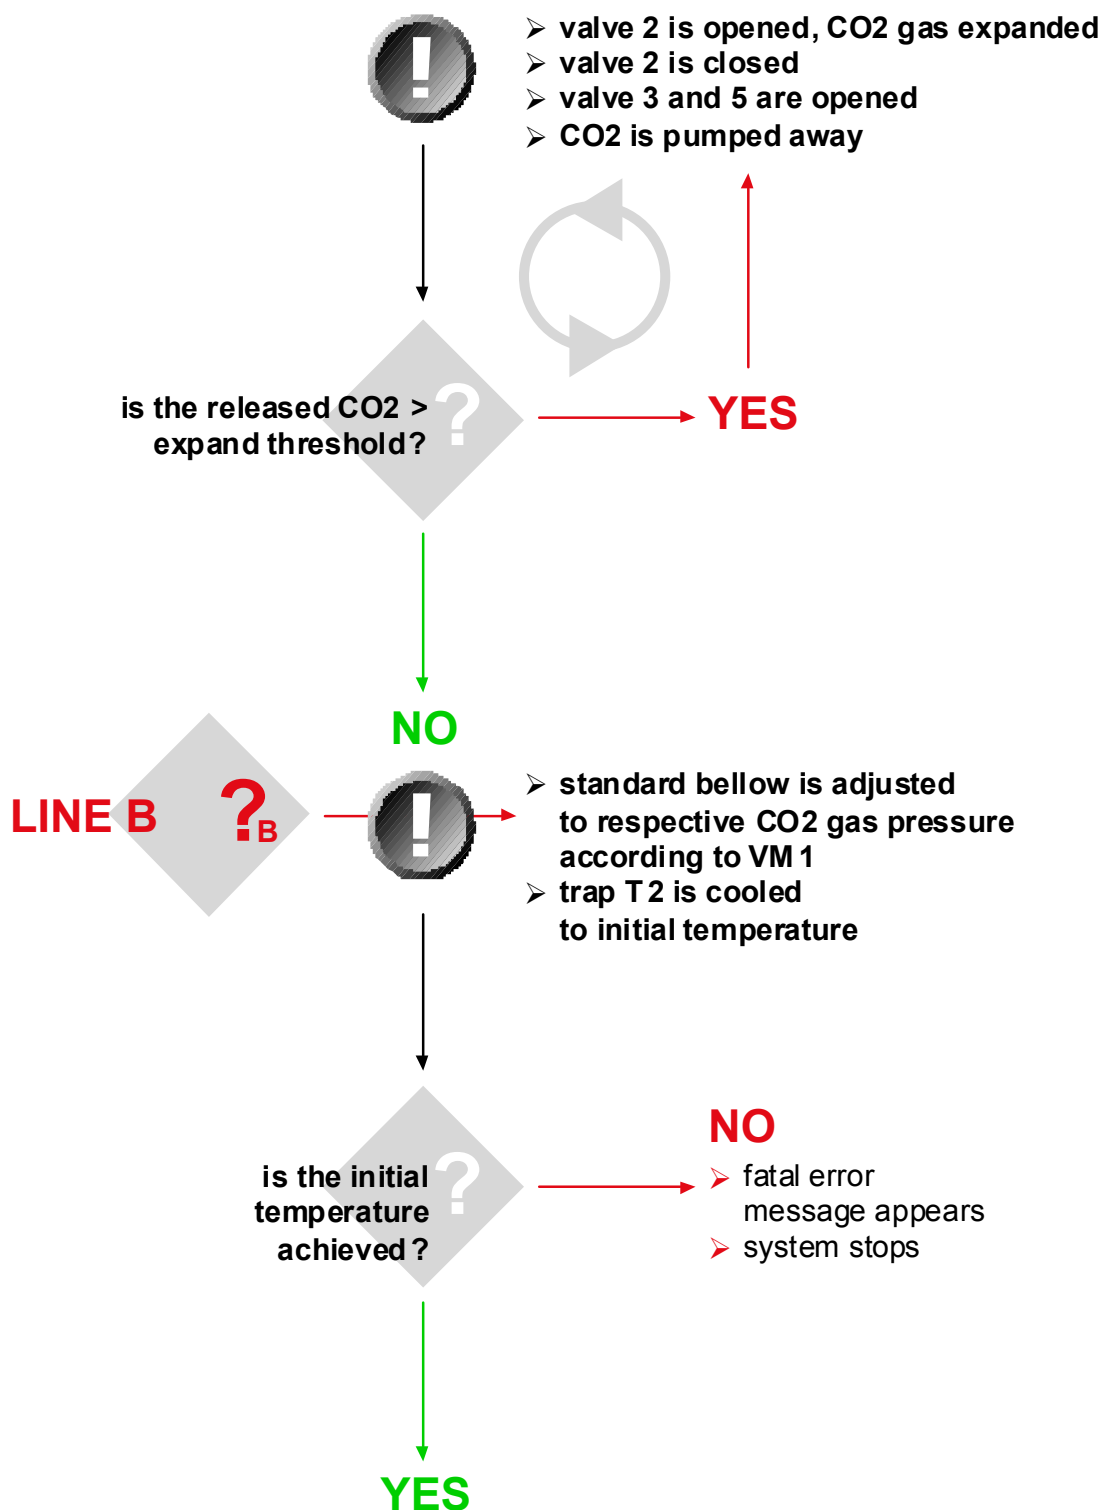 !
➢ valve 2 is opened, CO2 gas expanded
➢ valve 2 is closed
➢ valve 3 and 5 are opened
➢ CO2 is pumped away
is the released CO2 >
expand threshold?
?
YES
NO
LINE B
?B
!
➢ standard bellow is adjusted
to respective CO2 gas pressure
according to VM1
➢ trap T2 is cooled
to initial temperature
is the initial
temperature
achieved?
?
NO
➢ fatal error
message appears
➢ system stops
YES